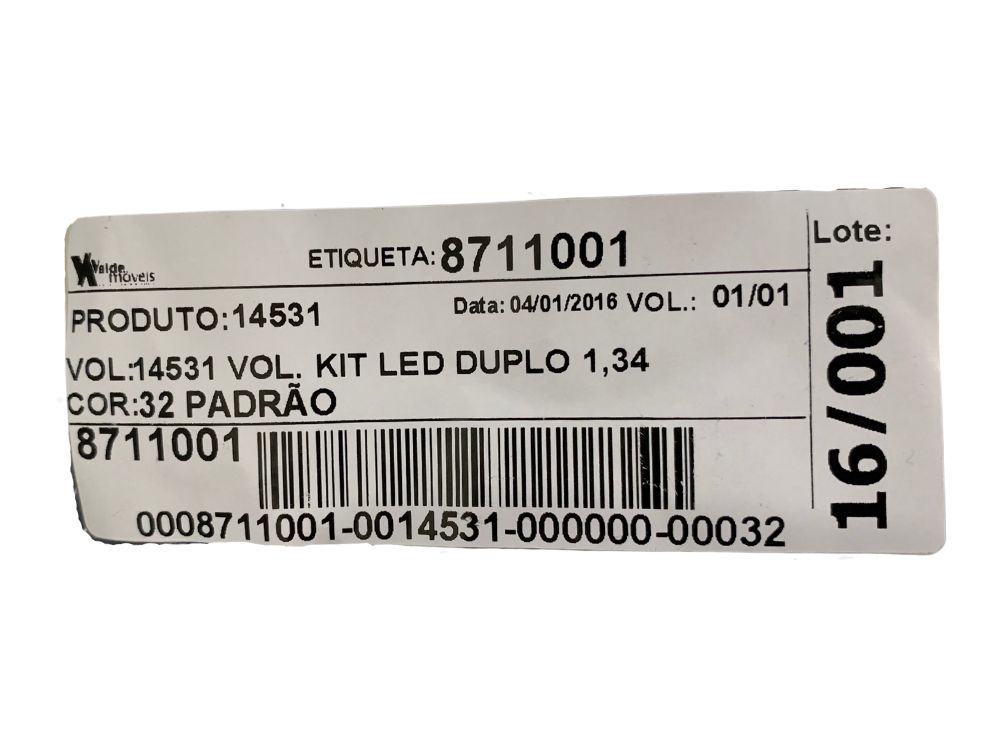 Valde móveis
ETIQUETA: 8711001
Lote:
16/001
PRODUTO:14531
Data: 04/01/2016 VOL.: 01/01
VOL:14531 VOL. KIT LED DUPLO 1,34
COR:32 PADRÃO
8711001
0008711001-0014531-000000-00032